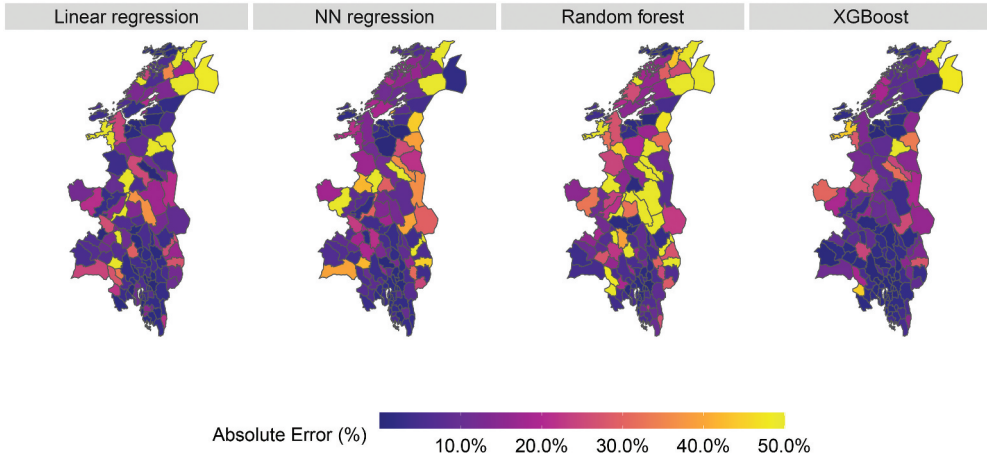 Linear regression
NN regression
Random forest
XGBoost
Absolute Error (%)
10.0% 20.0% 30.0% 40.0% 50.0%